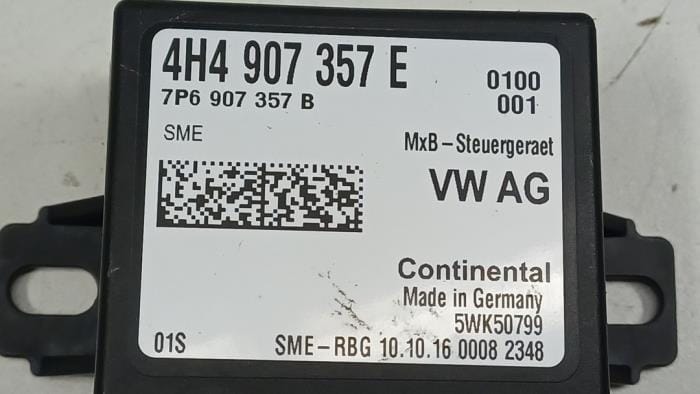 4H4 907 357 E
0100
7P6 907 357 B
001
SME
MxB-Steuergeraet
VW AG
Continental
Made in Germany
5WK50799
01S SME-RBG 10.10.16 0008 2348